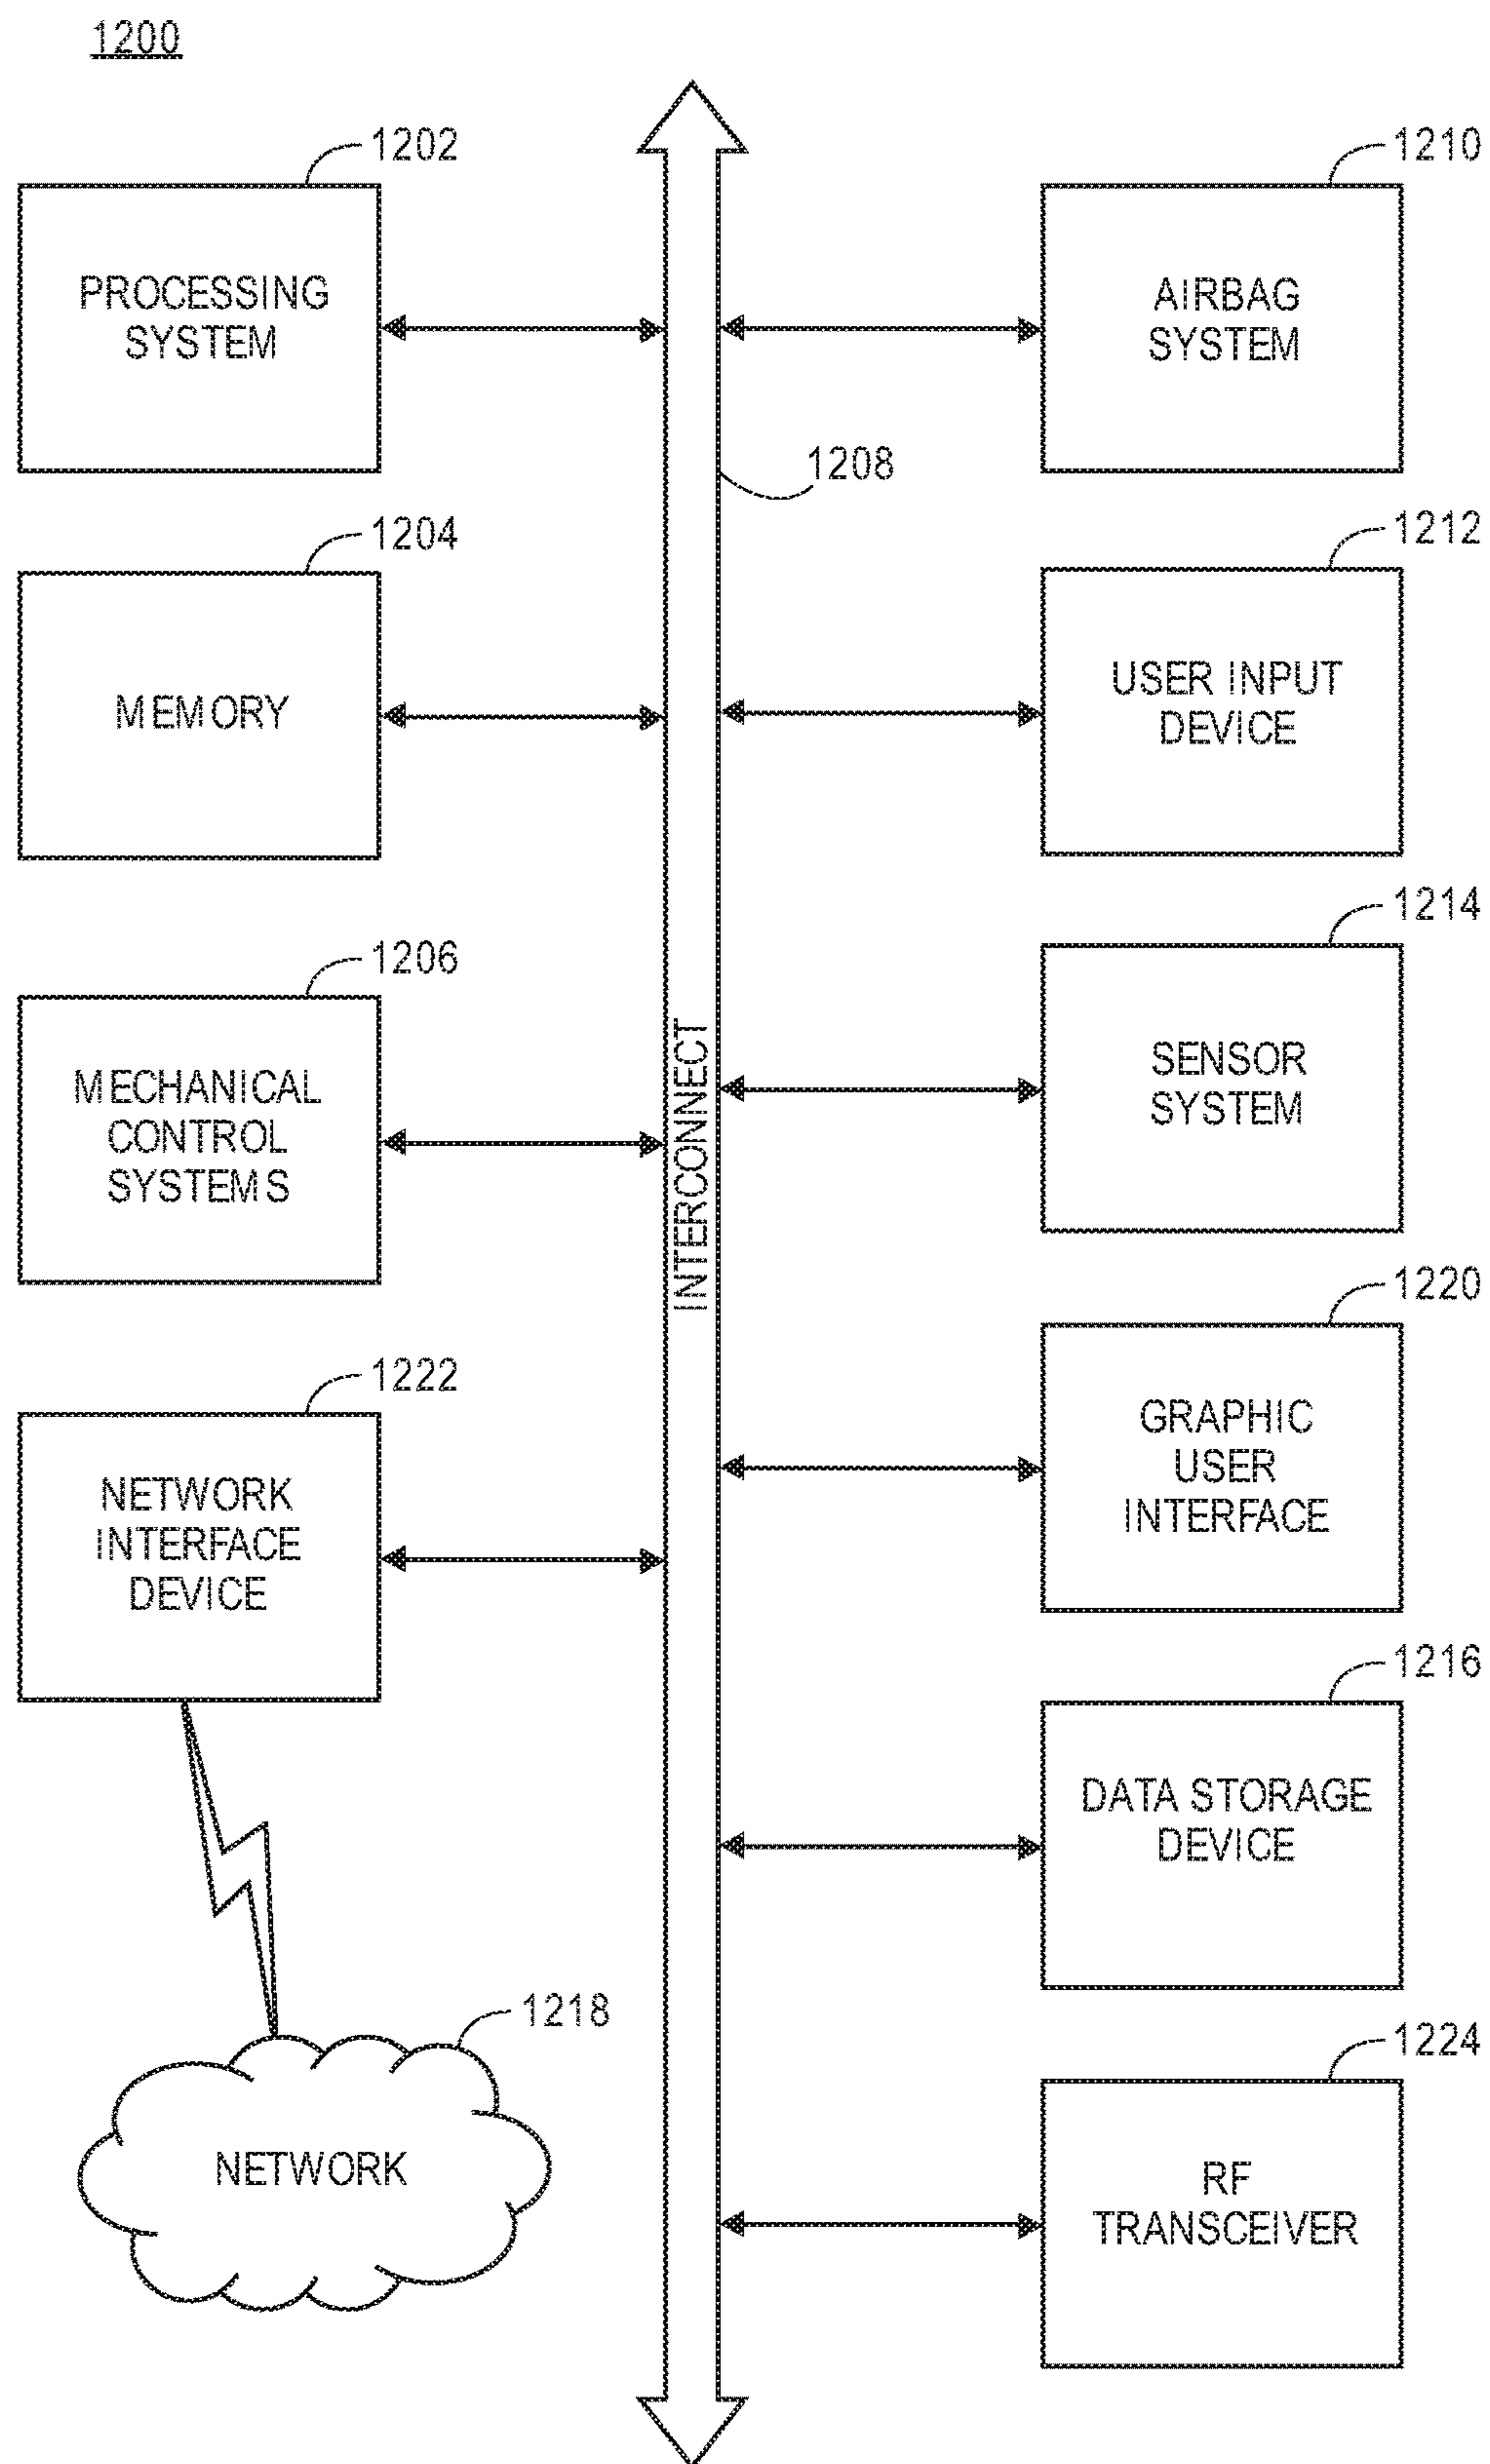 1200
1202
PROCESSING
SYSTEM
1204
MEMORY
1206
MECHANICAL
CONTROL
SYSTEMS
1222
NETWORK
INTERFACE
DEVICE
1218
NETWORK
INTERCONNECT
1208
1210
AIRBAG
SYSTEM
1212
USER INPUT
DEVICE
1214
SENSOR
SYSTEM
1220
GRAPHIC
USER
INTERFACE
1216
DATA STORAGE
DEVICE
1224
RF
TRANSCEIVER